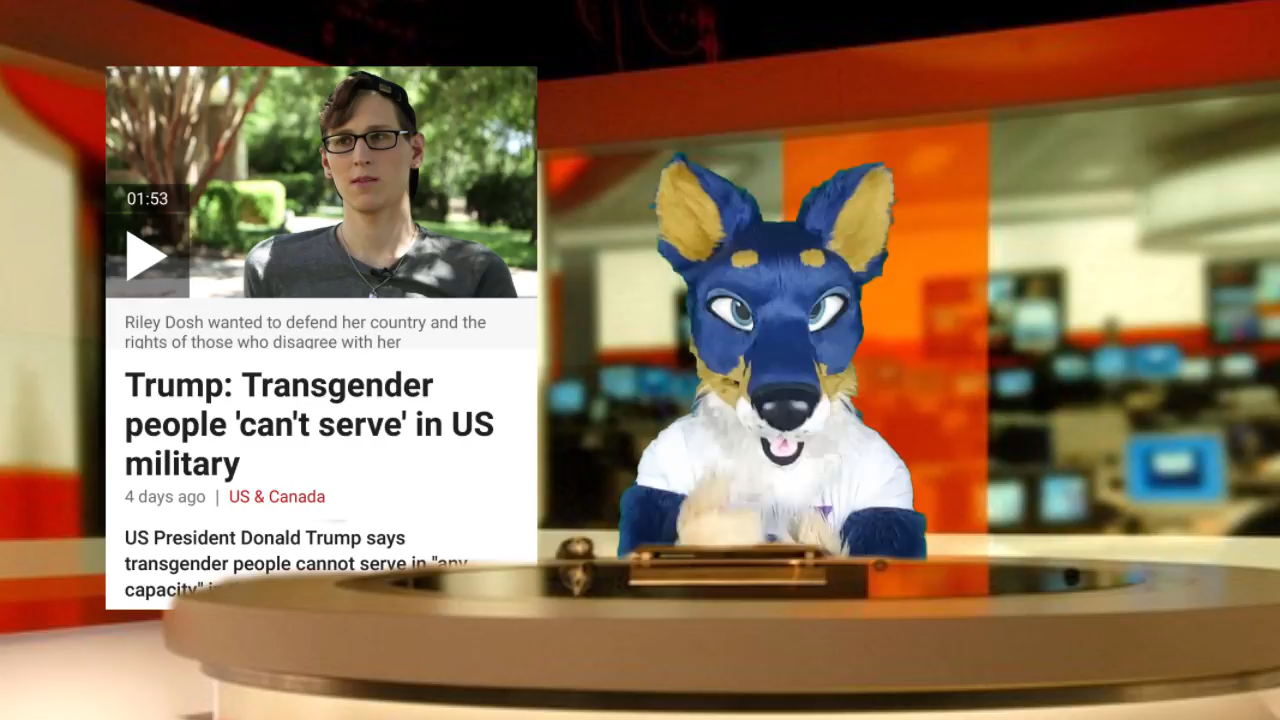 01:53
Riley Dosh wanted to defend her country and the
rights of those who disagree with her
Trump: Transgender
people 'can't serve' in US
military
4 days ago | US & Canada
US President Donald Trump says
transgender people cannot serve in "any
capacity"